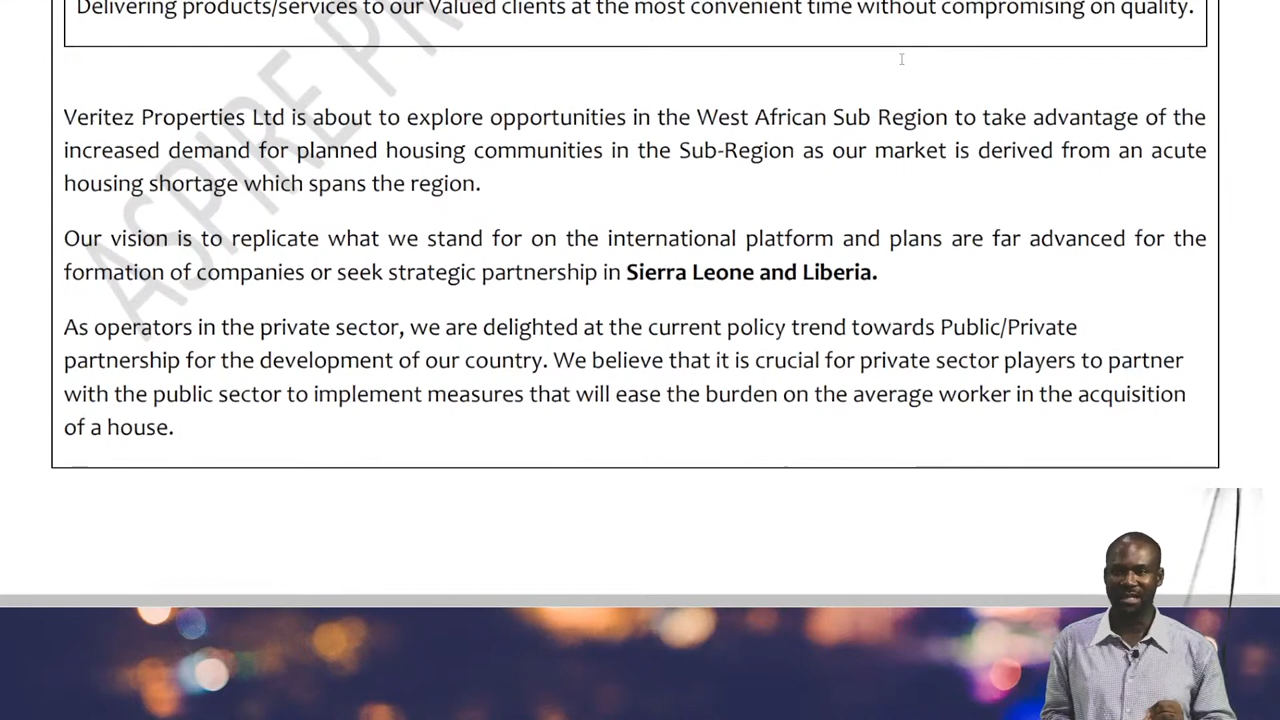 Delivering products/services to our Valued clients at the most convenient time without compromising on quality.
Veritez Properties Ltd is about to explore opportunities in the West African Sub Region to take advantage of the
increased demand for planned housing communities in the Sub-Region as our market is derived from an acute
housing shortage which spans the region.
Our vision is to replicate what we stand for on the international platform and plans are far advanced for the
formation of companies or seek strategic partnership in Sierra Leone and Liberia.
As operators in the private sector, we are delighted at the current policy trend towards Public/Private
partnership for the development of our country. We believe that it is crucial for private sector players to partner
with the public sector to implement measures that will ease the burden on the average worker in the acquisition
of a house.
ASPIRE